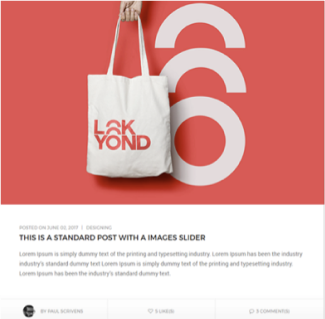 LOOK
YOND
POSTED ON JUNE 02, 2017 / DESIGNING
THIS IS A STANDARD POST WITH A IMAGES SLIDER
Lorem Ipsum is simply dummy text of the printing and typesetting industry. Lorem Ipsum has been the industry's standard dummy text Lorem Ipsum is simply dummy text of the printing and typesetting industry.
Lorem Ipsum has been the industry's standard dummy text.
BY PAUL SCRIVENS
5 LIKE(S)
3 COMMENT(S)